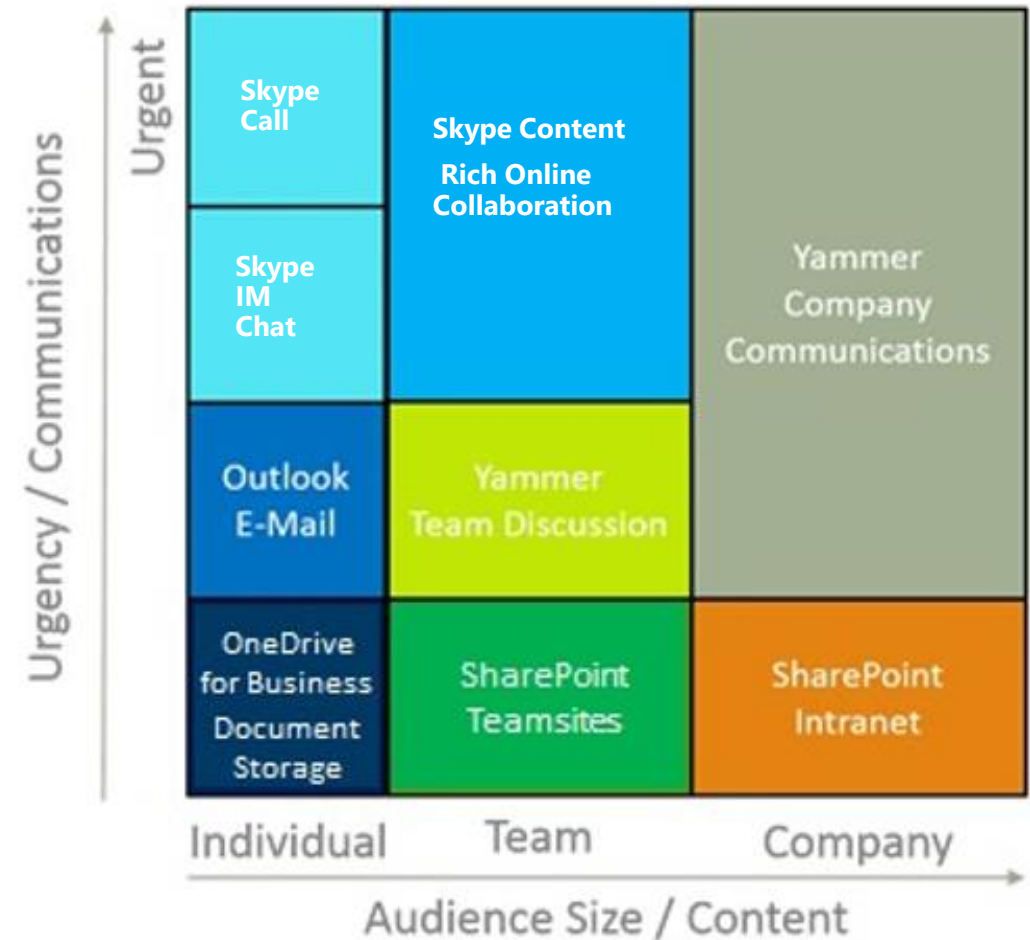 Urgency / Communications
Urgent
Skype
Call
Skype
IM
Chat
Outlook
E-Mail
OneDrive
for Business
Document
Storage
Skype Content
Rich Online
Collaboration
Yammer
Team Discussion
SharePoint
Teamsites
Yammer
Company
Communications
SharePoint
Intranet
Individual
Team
Company
Audience Size / Content